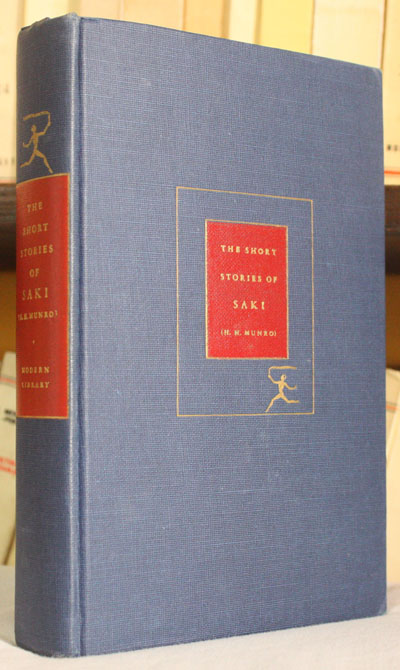 THE
SHORT
STORIES
OF
SAKI
(H.H. MUNRO)
MODERN
LIBRARY
THE SHORT
STORIES OF
SAKI
(H. H. MUNRO)